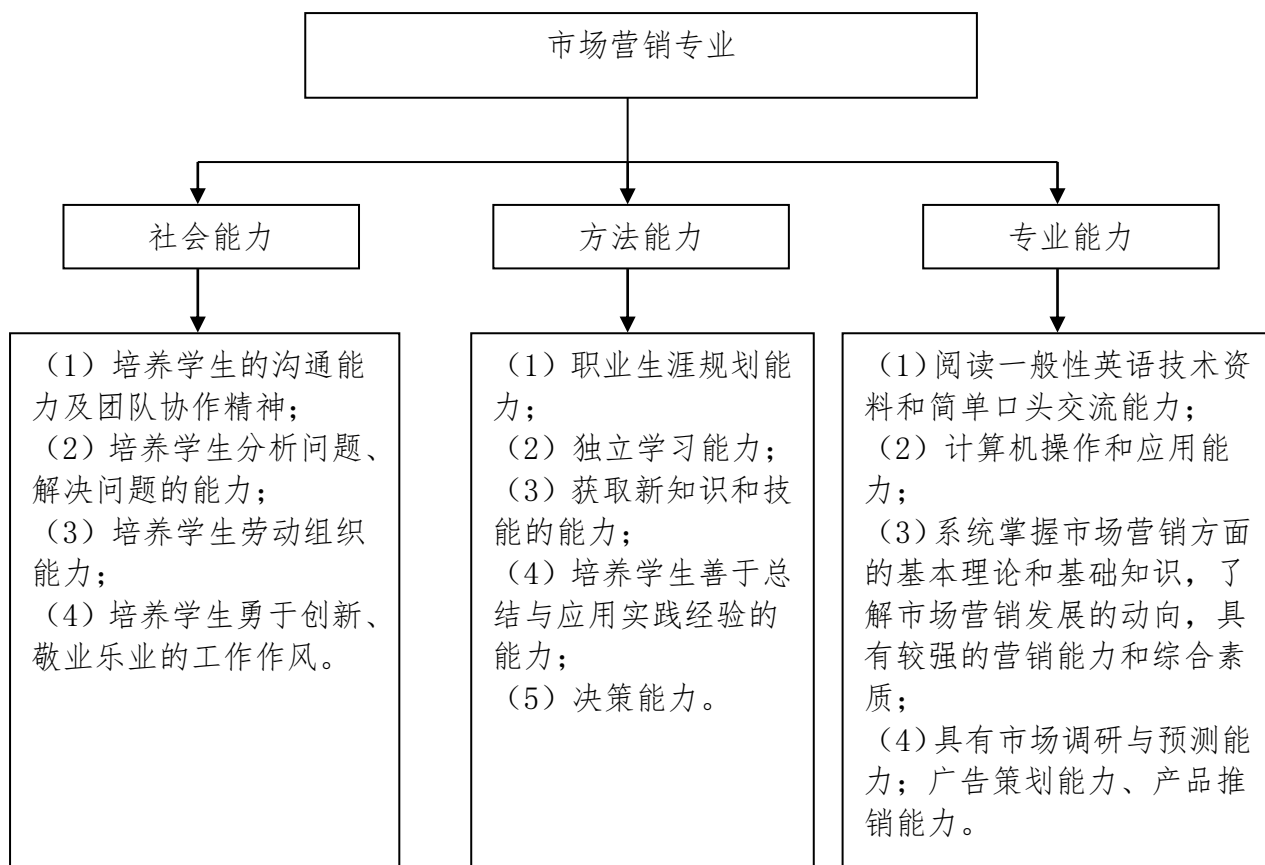 市场营销专业
社会能力
方法能力
专业能力
（1）培养学生的沟通能
力及团队协作精神；
（2）培养学生分析问题、
解决问题的能力；
（3）培养学生劳动组织
能力；
（4）培养学生勇于创新、
敬业乐业的工作作风。
（1）职业生涯规划能
力；
（2）独立学习能力；
（3）获取新知识和技
能的能力；
（4）培养学生善于总
结与应用实践经验的
能力；
（5）决策能力。
（1）阅读一般性英语技术资
料和简单口头交流能力；
（2）计算机操作和应用能
力；
（3）系统掌握市场营销方面
的基本理论和基础知识，了
解市场营销发展的动向，具
有较强的营销能力和综合素
质；
（4）具有市场调研与预测能
力；广告策划能力、产品推
销能力。